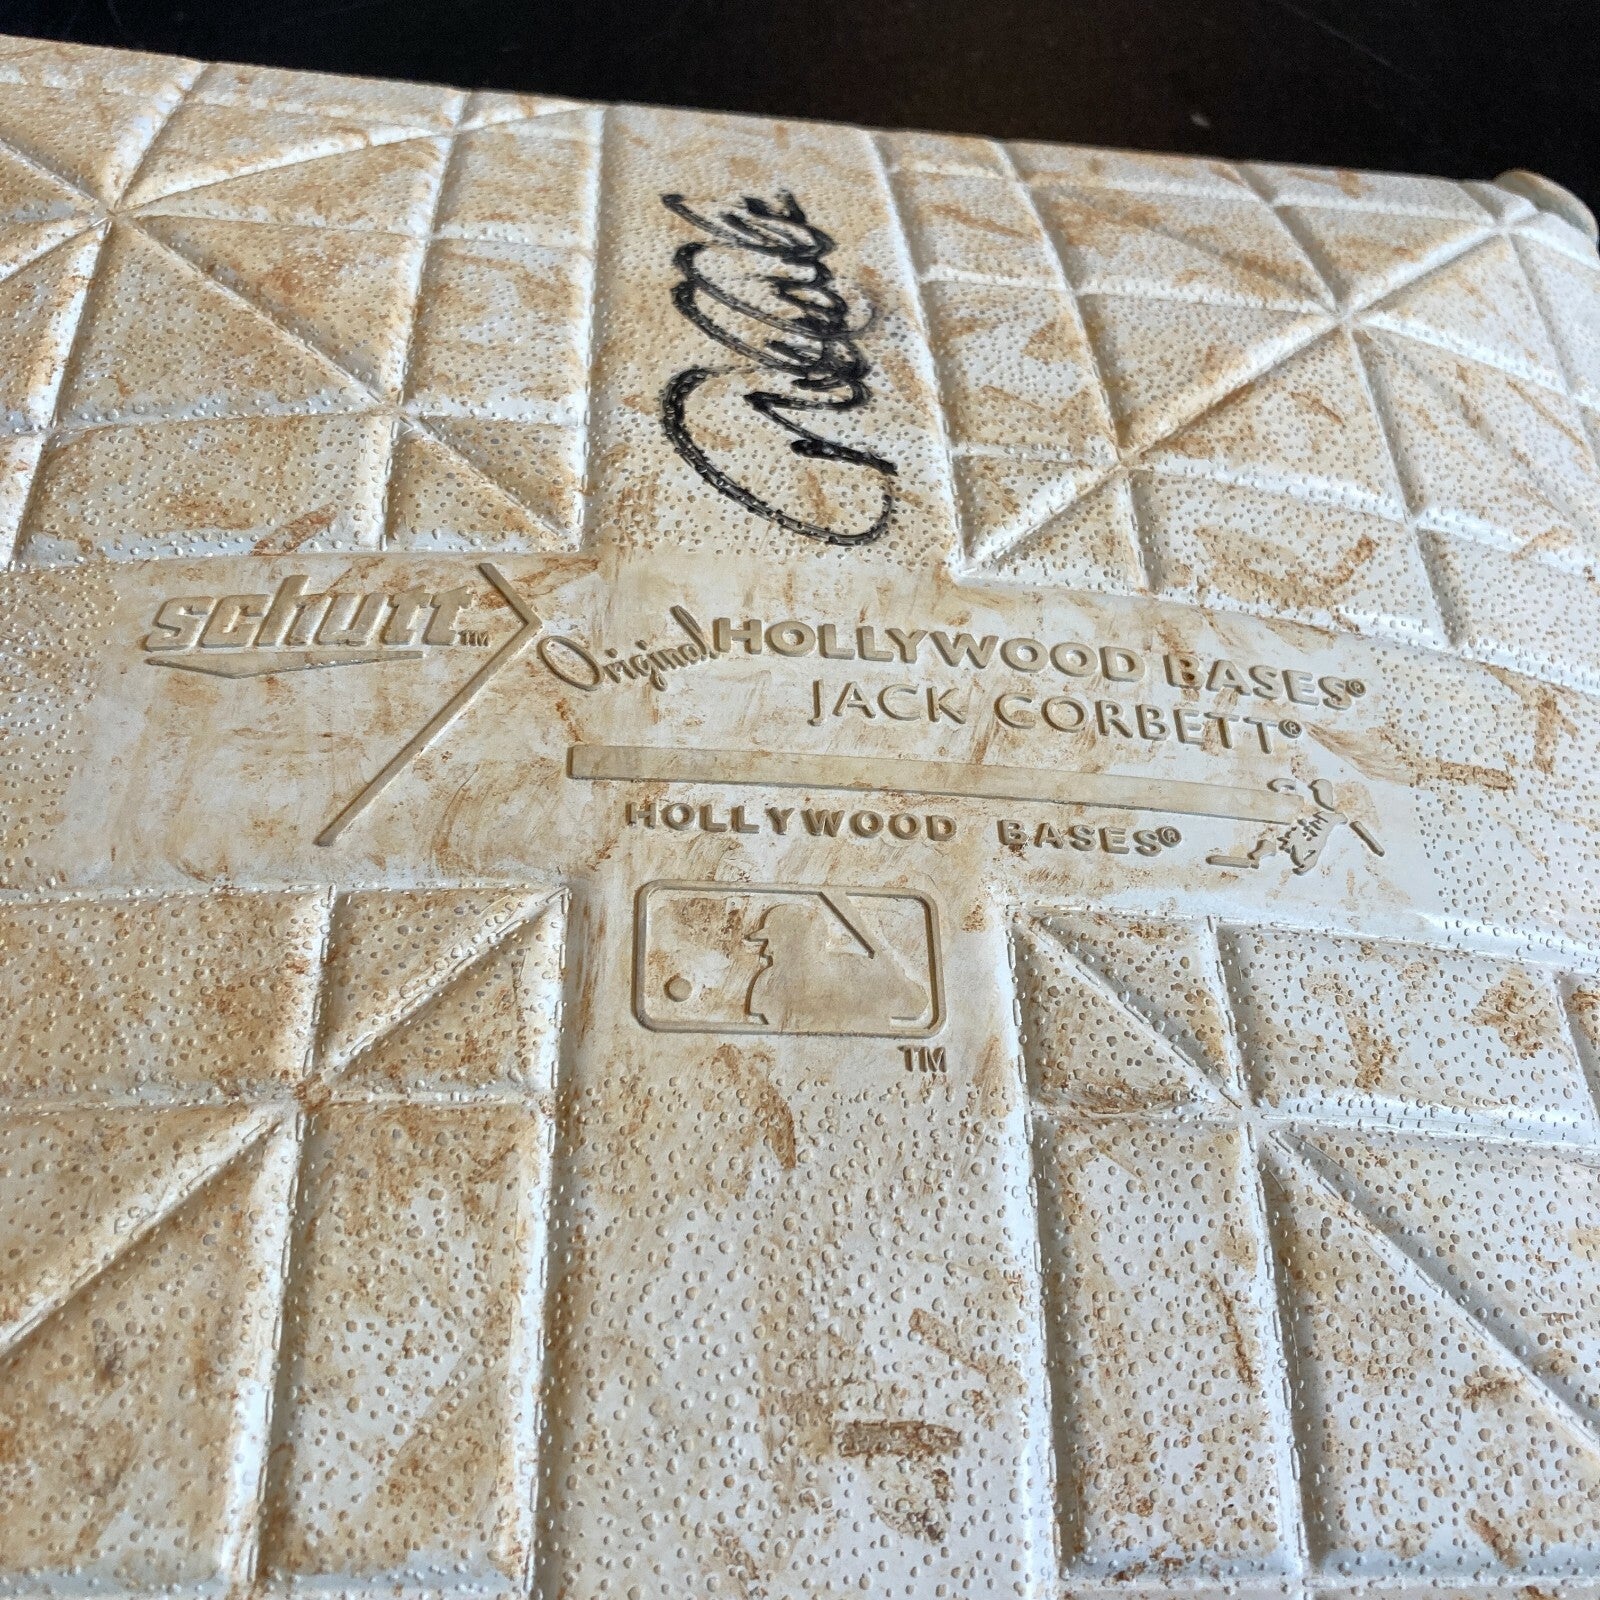 schutt™
Original HOLLYWOOD BASES®
JACK CORBETT®
HOLLYWOOD BASES®
TM